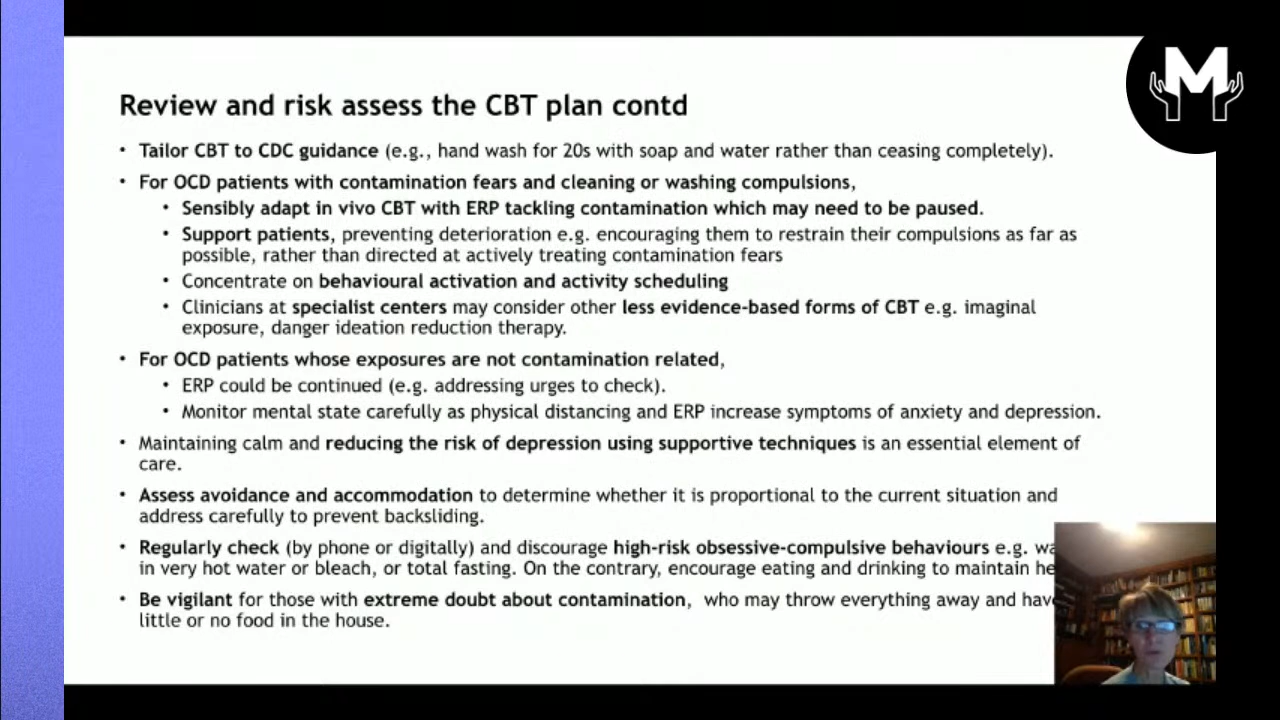 M
Review and risk assess the CBT plan contd
• Tailor CBT to CDC guidance (e.g., hand wash for 20s with soap and water rather than ceasing completely).
• For OCD patients with contamination fears and cleaning or washing compulsions,
• Sensibly adapt in vivo CBT with ERP tackling contamination which may need to be paused.
• Support patients, preventing deterioration e.g. encouraging them to restrain their compulsions as far as
possible, rather than directed at actively treating contamination fears
• Concentrate on behavioural activation and activity scheduling
• Clinicians at specialist centers may consider other less evidence-based forms of CBT e.g. imaginal
exposure, danger ideation reduction therapy.
• For OCD patients whose exposures are not contamination related,
• ERP could be continued (e.g. addressing urges to check).
• Monitor mental state carefully as physical distancing and ERP increase symptoms of anxiety and depression.
• Maintaining calm and reducing the risk of depression using supportive techniques is an essential element of
care.
• Assess avoidance and accommodation to determine whether it is proportional to the current situation and
address carefully to prevent backsliding.
• Regularly check (by phone or digitally) and discourage high-risk obsessive-compulsive behaviours e.g.
in very hot water or bleach, or total fasting. On the contrary, encourage eating and drinking to maintain
• Be vigilant for those with extreme doubt about contamination, who may throw everything away and have
little or no food in the house.